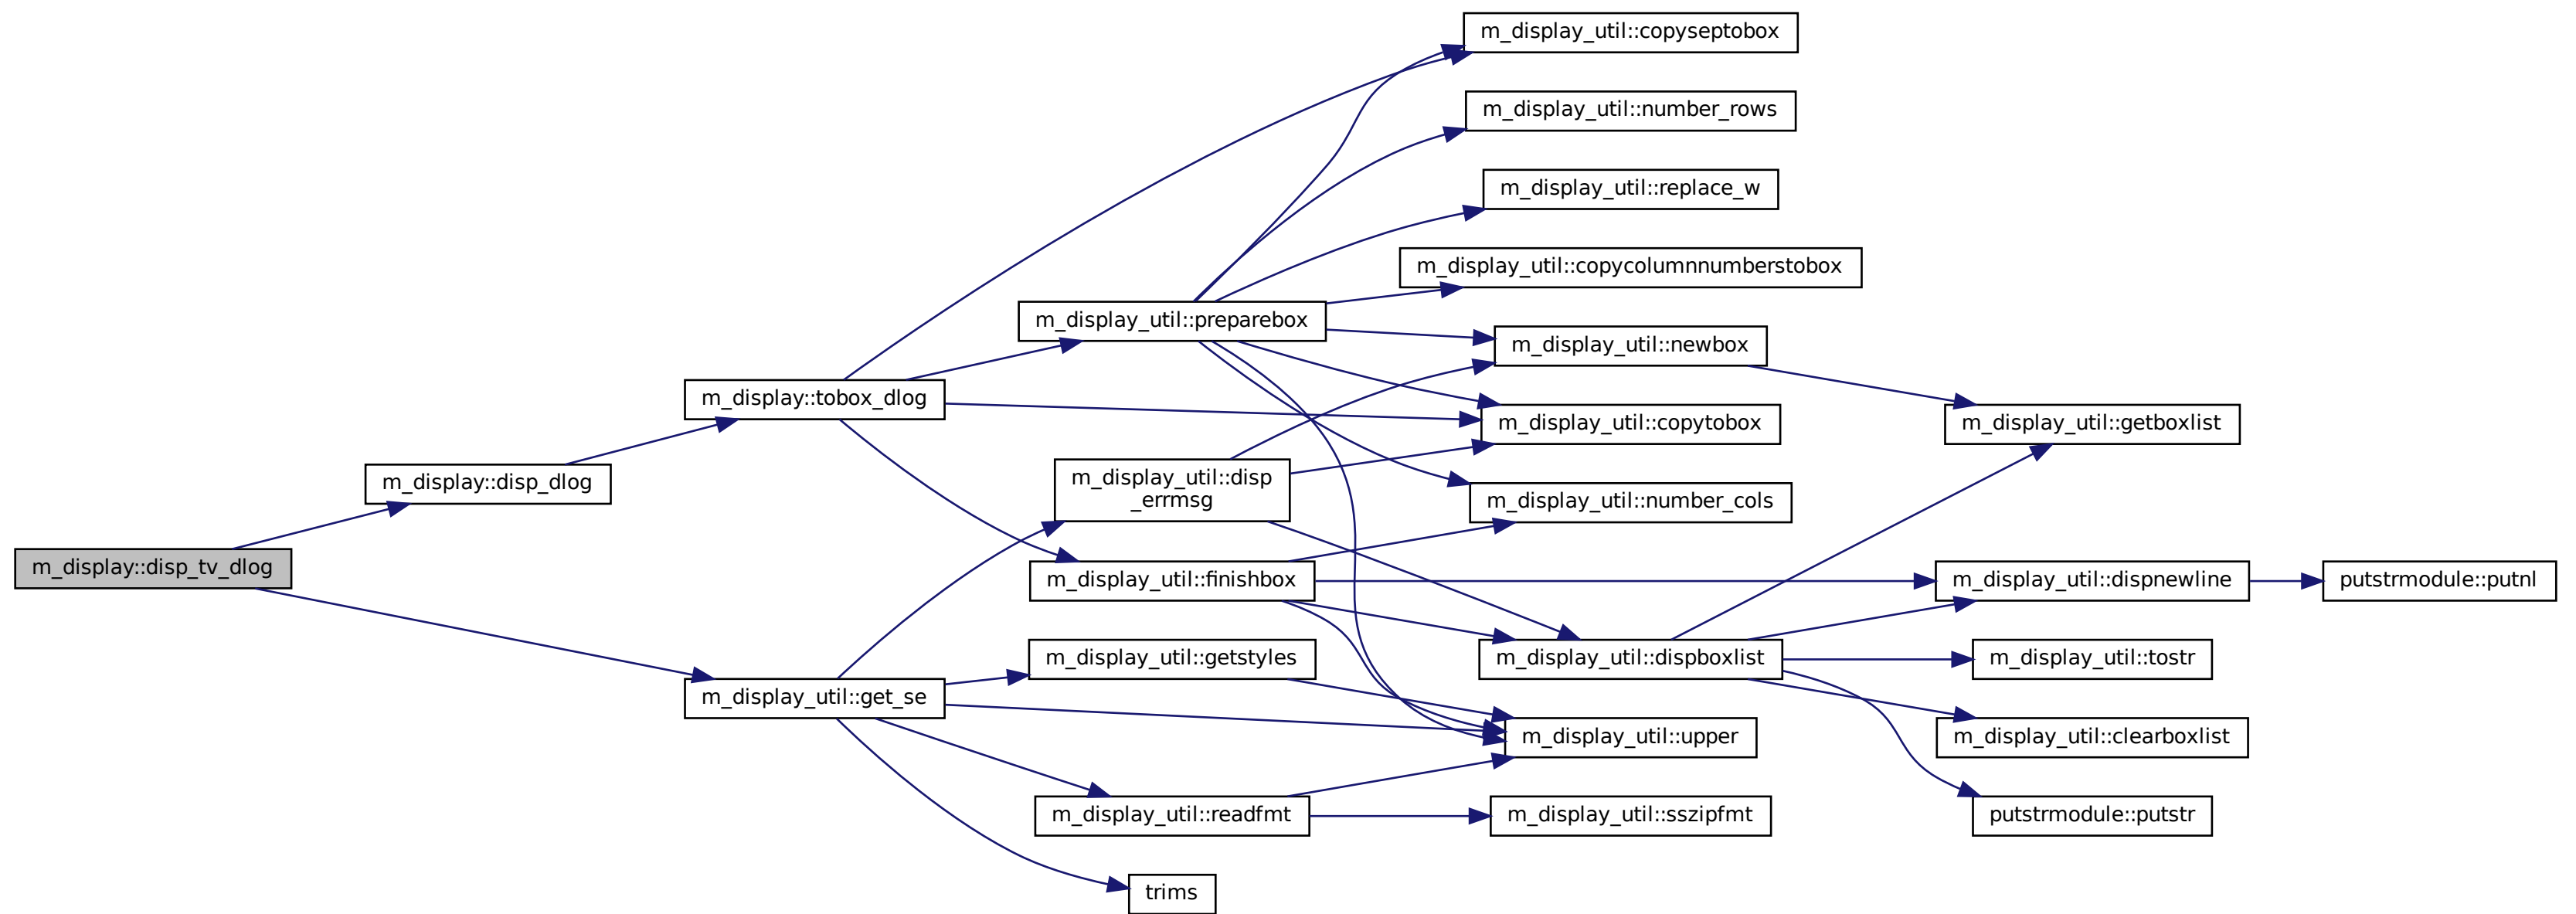 m_display_util::copyseptobox
m_display_util::number_rows
m_display_util::replace_w
m_display_util::copycolumnnumberstobox
m_display_util::preparebox
m_display_util::newbox
m_display::tobox_dlog
m_display_util::copytobox
m_display_util::getboxlist
m_display::disp_dlog
m_display_util::disp
_errmsg
m_display_util::number_cols
m_display::disp_tv_dlog
m_display_util::finishbox
m_display_util::dispnewline
putstrmodule::putnl
m_display_util::getstyles
m_display_util::dispboxlist
m_display_util::tostr
m_display_util::get_se
m_display_util::upper
m_display_util::clearboxlist
m_display_util::readfmt
m_display_util::sszipfmt
putstrmodule::putstr
trims